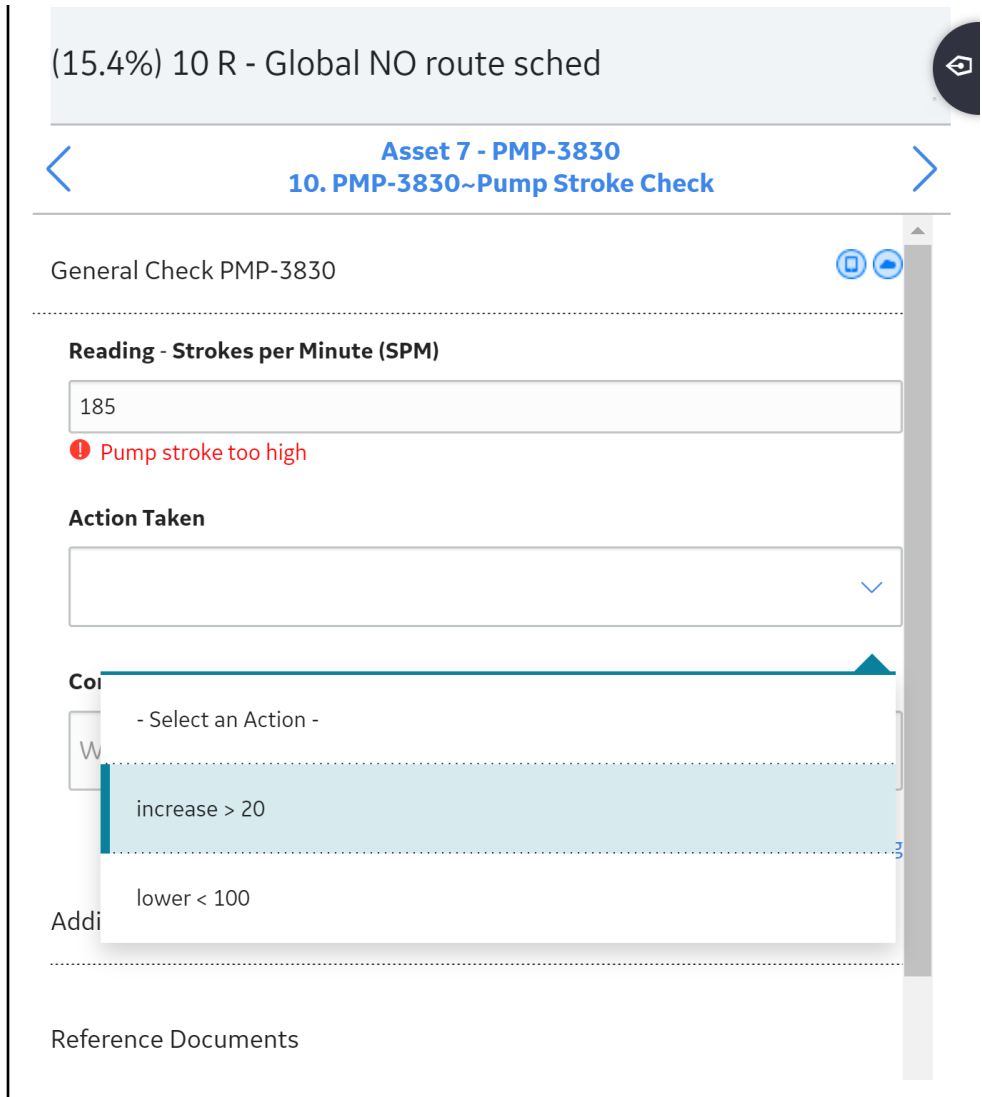 (15.4%) 10 R - Global NO route sched
Asset 7 - PMP-3830
10. PMP-3830~Pump Stroke Check
General Check PMP-3830
Reading - Strokes per Minute (SPM)
185
Pump stroke too high
Action Taken
- Select an Action -
increase > 20
lower < 100
Reference Documents